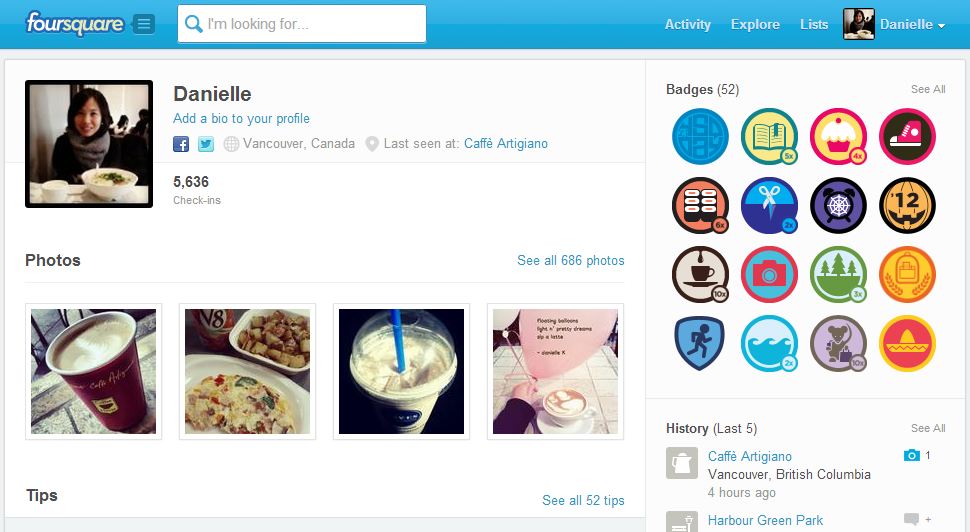 foursquare
I'm looking for...
Activity
Explore
Lists
Danielle
Danielle
Add a bio to your profile
Vancouver, Canada
Last seen at: Caffè Artigiano
5,636
Check-ins
Photos
See all 686 photos
Caffè Artigi
V8
floating balloons
light n' pretty dreams
sip a latte
- danielle K
Tips
See all 52 tips
Badges (52)
See All
5x
4x
6x
2x
'12
10x
3x
2x
10x
History (Last 5)
See All
Caffè Artigiano
1
Vancouver, British Columbia
4 hours ago
Harbour Green Park
+